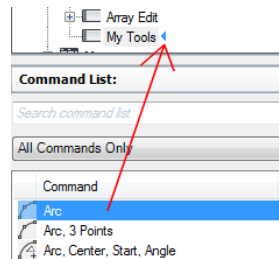 Array Edit
My Tools
Command List:
Search command list
All Commands Only
Command
Arc
Arc, 3 Points
Arc, Center, Start, Angle